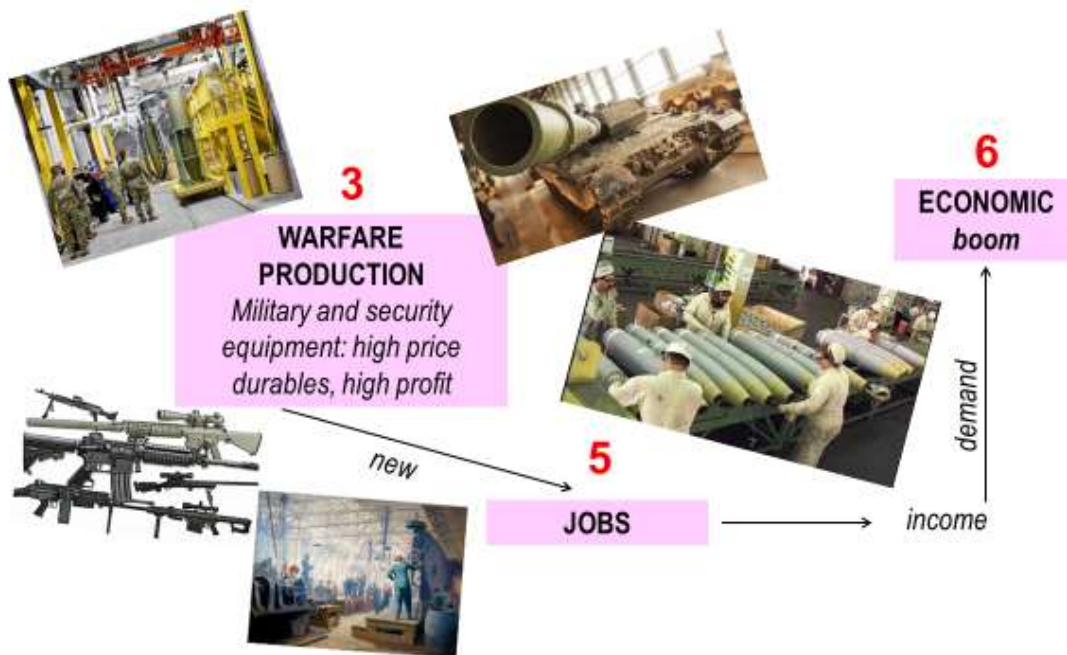 3
WARFARE
PRODUCTION
Military and security
equipment: high price
durables, high profit
new
5
JOBS
income
demand
6
ECONOMIC
boom